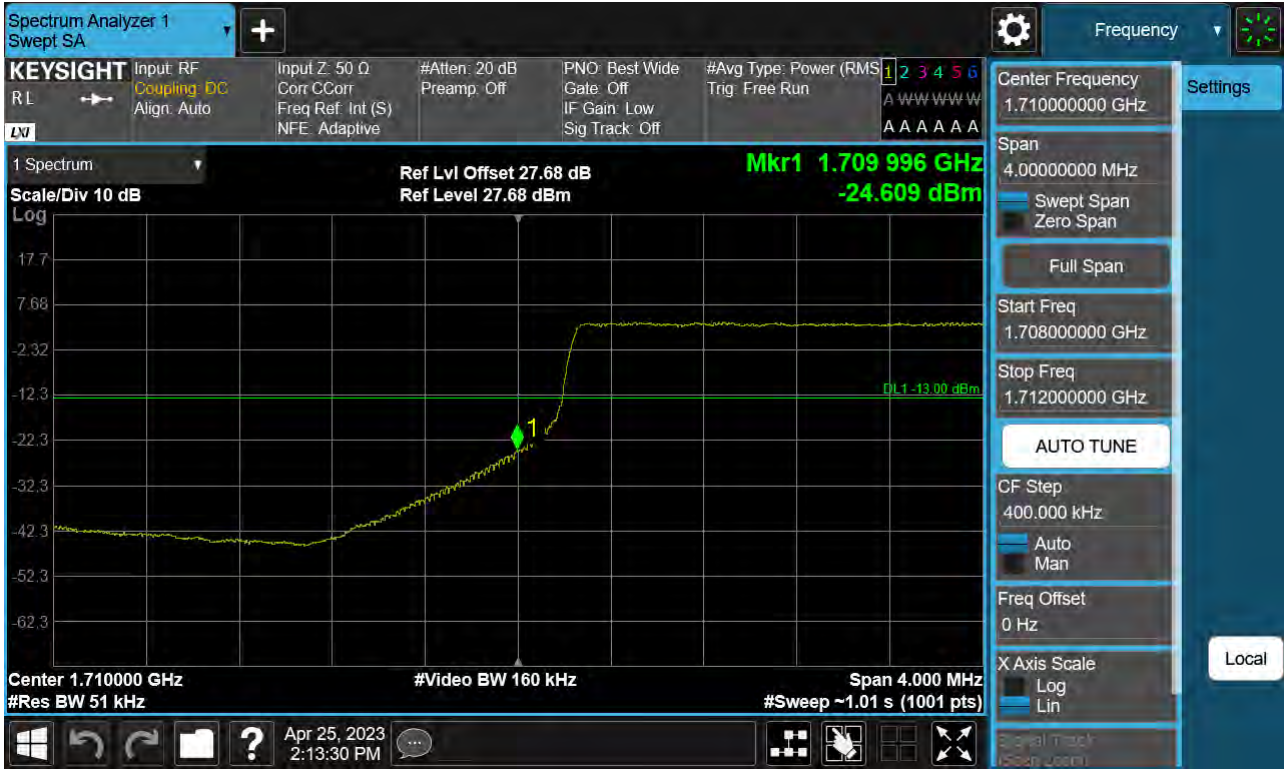 Spectrum Analyzer 1
Swept SA
Frequency
KEYSIGHT
R L
LXI
Input: RF
Coupling: DC
Align: Auto
Input Z: 50 Ω
Corr CCorr
Freq Ref: Int (S)
NFE: Adaptive
#Atten: 20 dB
Preamp: Off
PNO: Best Wide
Gate: Off
IF Gain: Low
Sig Track: Off
#Avg Type: Power (RMS
Trig: Free Run
1 2 3 4 5 6
A W W W W W
A A A A A A
1 Spectrum
Scale/Div 10 dB
Log
Ref Lvl Offset 27.68 dB
Ref Level 27.68 dBm
Mkr1 1.709 996 GHz
-24.609 dBm
17.7
7.68
-2.32
-12.3
-22.3
-32.3
-42.3
-52.3
-62.3
DL1 -13.00 dBm
1
Center 1.710000 GHz
#Res BW 51 kHz
#Video BW 160 kHz
Span 4.000 MHz
#Sweep ~1.01 s (1001 pts)
Center Frequency
1.710000000 GHz
Settings
Span
4.00000000 MHz
Swept Span
Zero Span
Full Span
Start Freq
1.708000000 GHz
Stop Freq
1.712000000 GHz
AUTO TUNE
CF Step
400.000 kHz
Auto
Man
Freq Offset
0 Hz
X Axis Scale
Log
Lin
Local
Signal Track
(Span Zoom)
?
Apr 25, 2023
2:13:30 PM